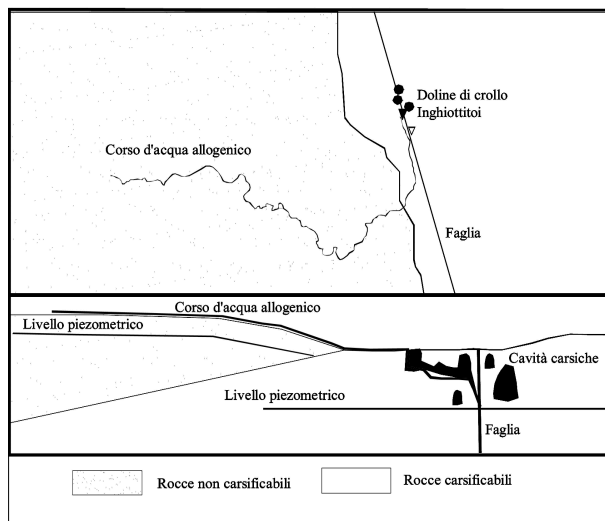 Doline di crollo
Inghiottitoi
Corso d'acqua allogenico
Faglia
Corso d'acqua allogenico
Livello piezometrico
Cavità carsiche
Livello piezometrico
Faglia
Rocce non carsificabili
Rocce carsificabili